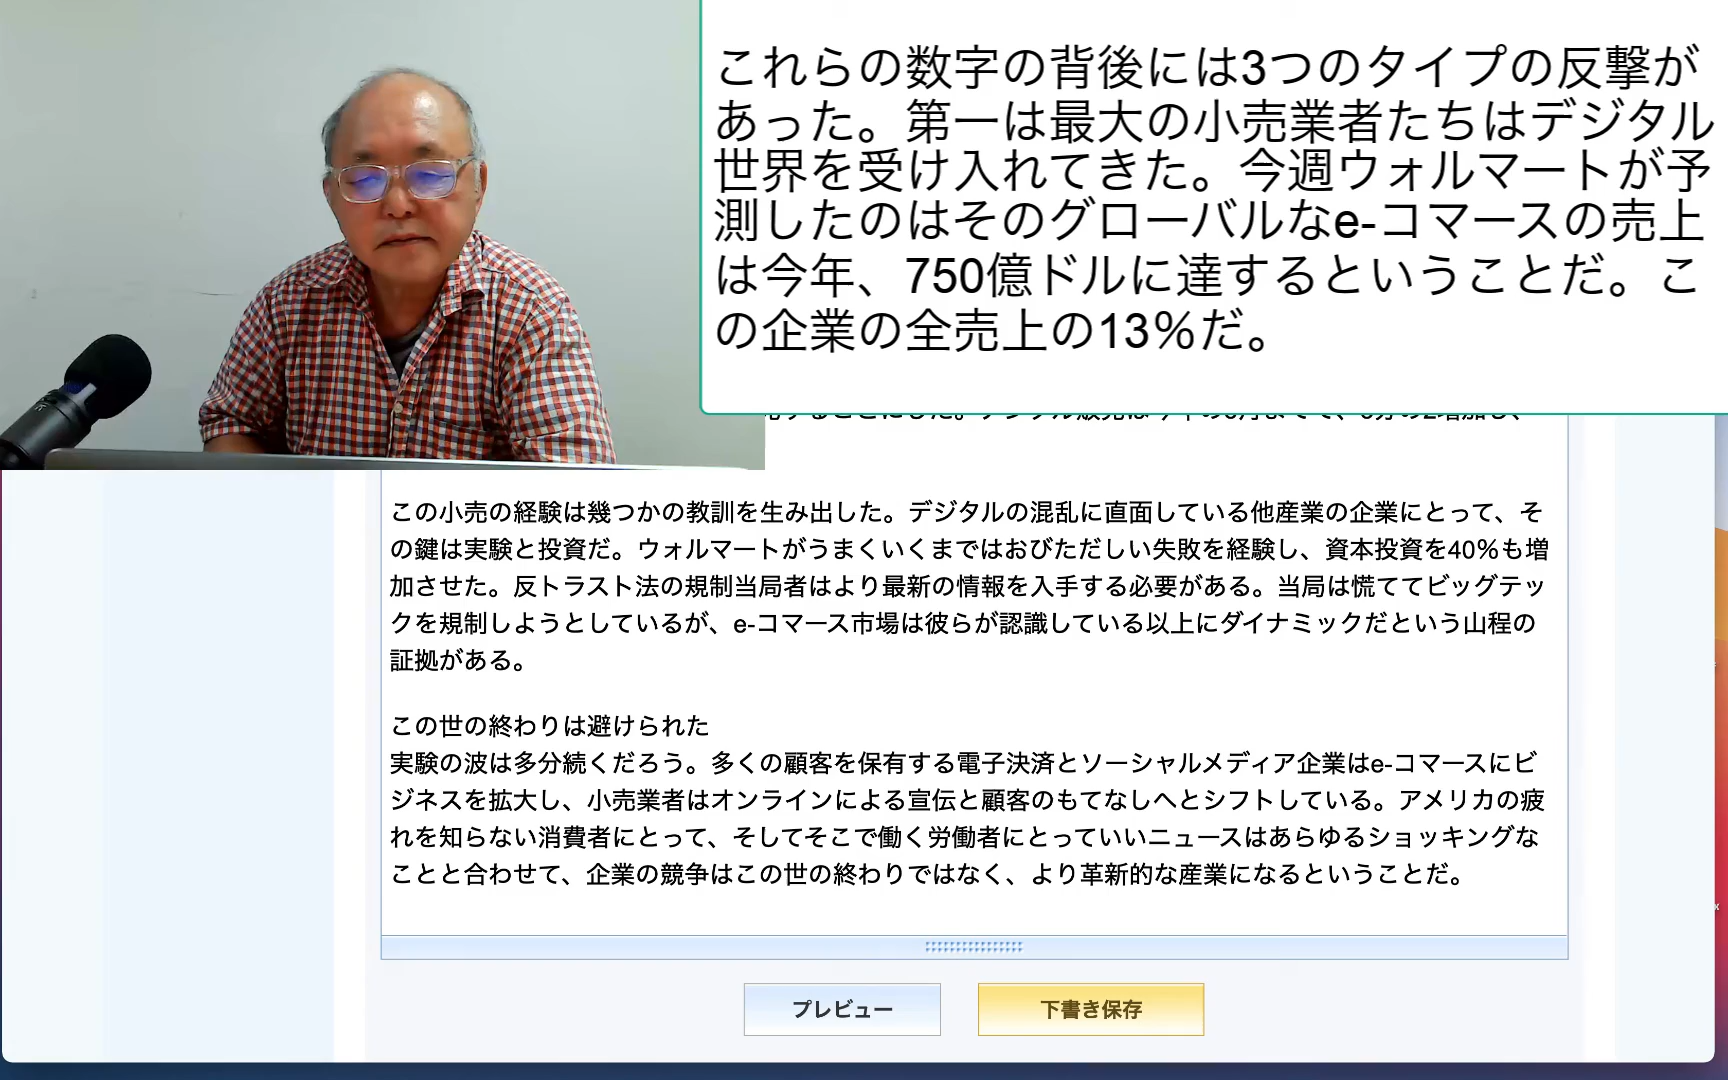 これらの数字の背後には3つのタイプの反撃が
あった。第一は最大の小売業者たちはデジタル
世界を受け入れてきた。今週ウォルマートが予
測したのはそのグローバルなe-コマースの売上
は今年、750億ドルに達するということだ。こ
の企業の全売上の13％だ。
この小売の経験は幾つかの教訓を生み出した。デジタルの混乱に直面している他産業の企業にとって、そ
の鍵は実験と投資だ。ウォルマートがうまくいくまではおびただしい失敗を経験し、資本投資を40％も増
加させた。反トラスト法の規制当局者はより最新の情報を入手する必要がある。当局は慌ててビッグテッ
クを規制しようとしているが、e-コマース市場は彼らが認識している以上にダイナミックだという山程の
証拠がある。
この世の終わりは避けられた
実験の波は多分続くだろう。多くの顧客を保有する電子決済とソーシャルメディア企業はe-コマースにビ
ジネスを拡大し、小売業者はオンラインによる宣伝と顧客のもてなしへとシフトしている。アメリカの疲
れを知らない消費者にとって、そしてそこで働く労働者にとっていいニュースはあらゆるショッキングな
ことと合わせて、企業の競争はこの世の終わりではなく、より革新的な産業になるということだ。
プレビュー
下書き保存